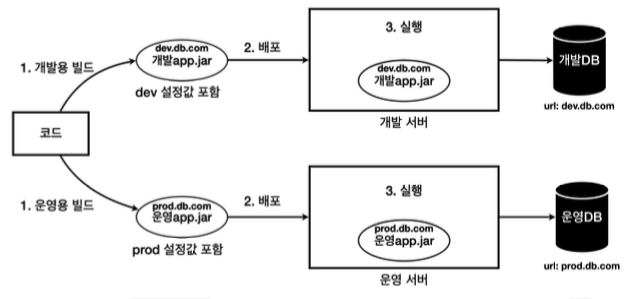 1. 개발용 빌드
dev.db.com
개발app.jar
dev 설정값 포함
2. 배포
3. 실행
dev.db.com
개발app.jar
개발 서버
개발DB
url: dev.db.com
코드
1. 운영용 빌드
prod.db.com
운영app.jar
prod 설정값 포함
2. 배포
3. 실행
prod.db.com
운영app.jar
운영 서버
운영DB
url: prod.db.com